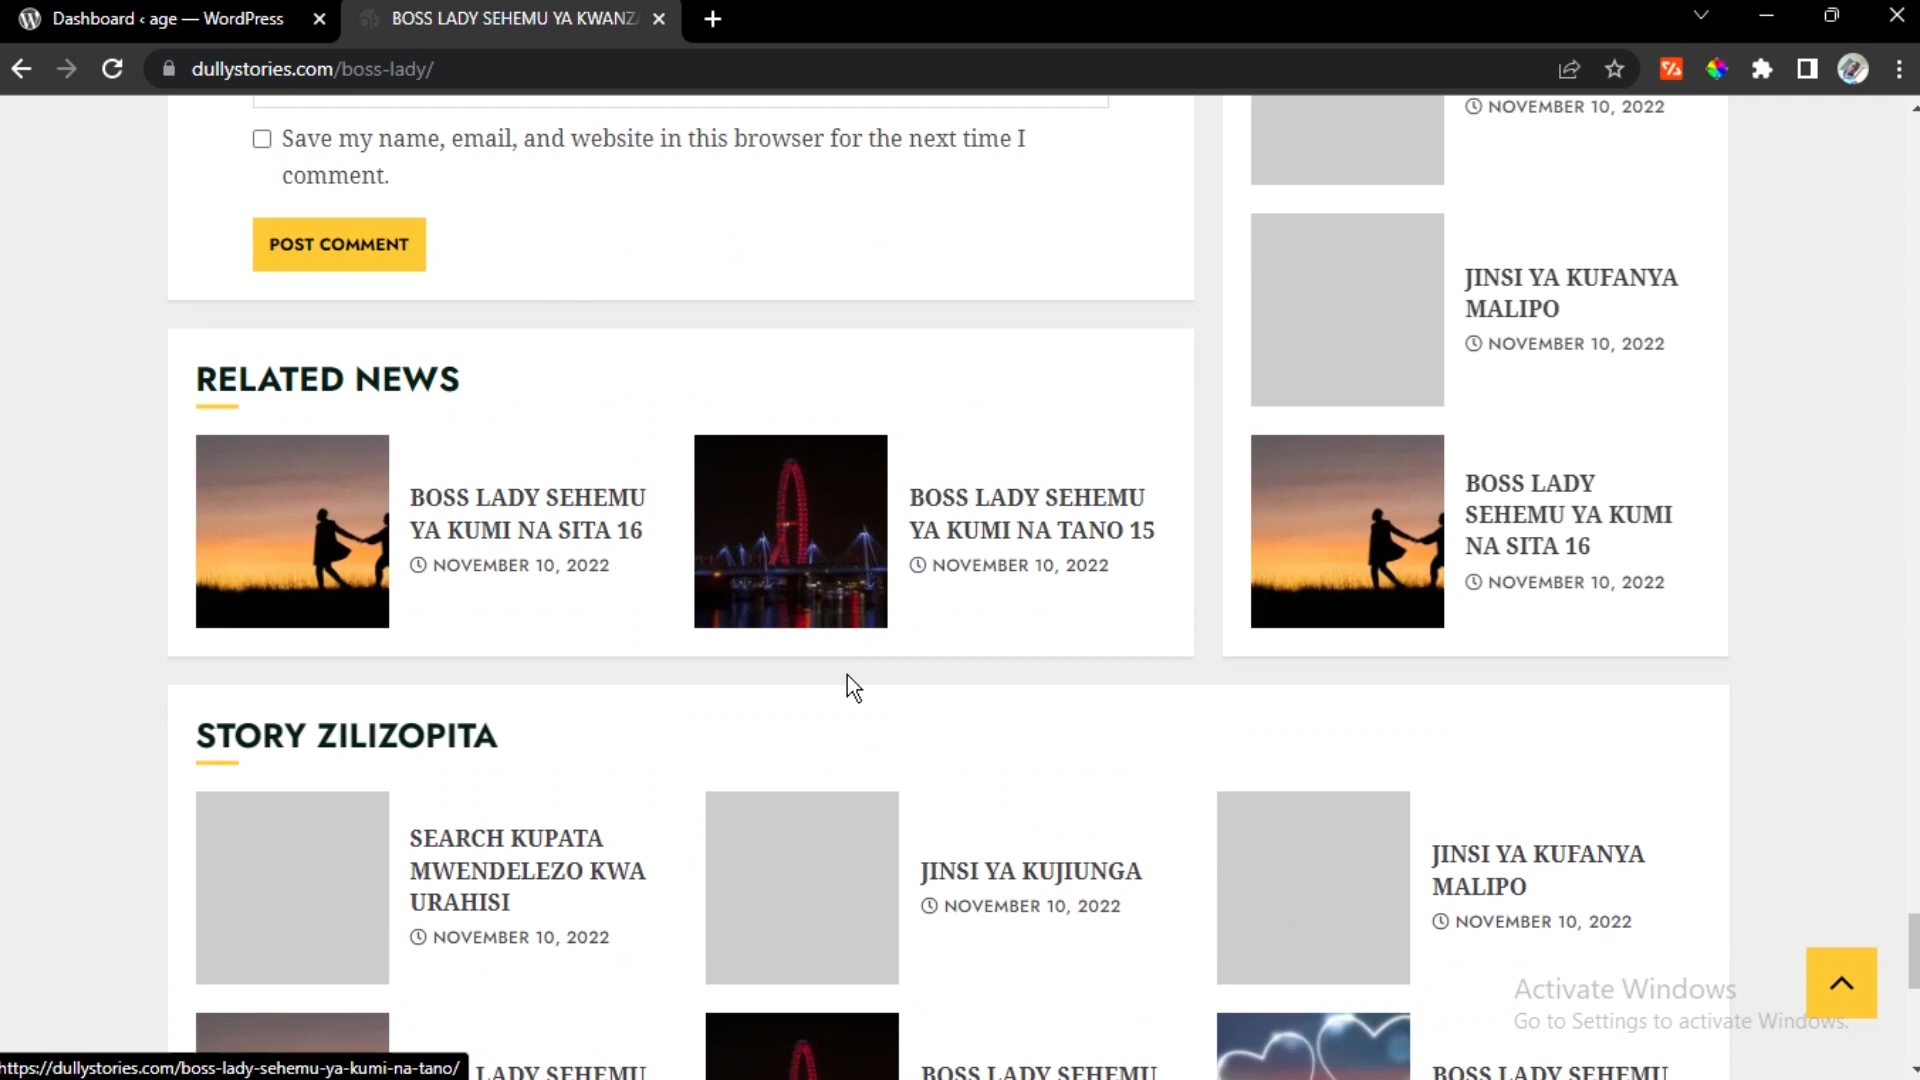 Dashboard ‹ age — WordPress
BOSS LADY SEHEMU YA KWANZA
dullystories.com/boss-lady/
Save my name, email, and website in this browser for the next time I
comment.
POST COMMENT
RELATED NEWS
BOSS LADY SEHEMU
YA KUMI NA SITA 16
NOVEMBER 10, 2022
BOSS LADY SEHEMU
YA KUMI NA TANO 15
NOVEMBER 10, 2022
NOVEMBER 10, 2022
JINSI YA KUFANYA
MALIPO
NOVEMBER 10, 2022
BOSS LADY
SEHEMU YA KUMI
NA SITA 16
NOVEMBER 10, 2022
STORY ZILIZOPITA
SEARCH KUPATA
MWENDELEZO KWA
URAHISI
NOVEMBER 10, 2022
JINSI YA KUJIUNGA
NOVEMBER 10, 2022
JINSI YA KUFANYA
MALIPO
NOVEMBER 10, 2022
LADY SEHEMU
BOSS LADY SEHEMU
BOSS LADY SEHEMU
Activate Windows
Go to Settings to activate Windows.
https://dullystories.com/boss-lady-sehemu-ya-kumi-na-tano/